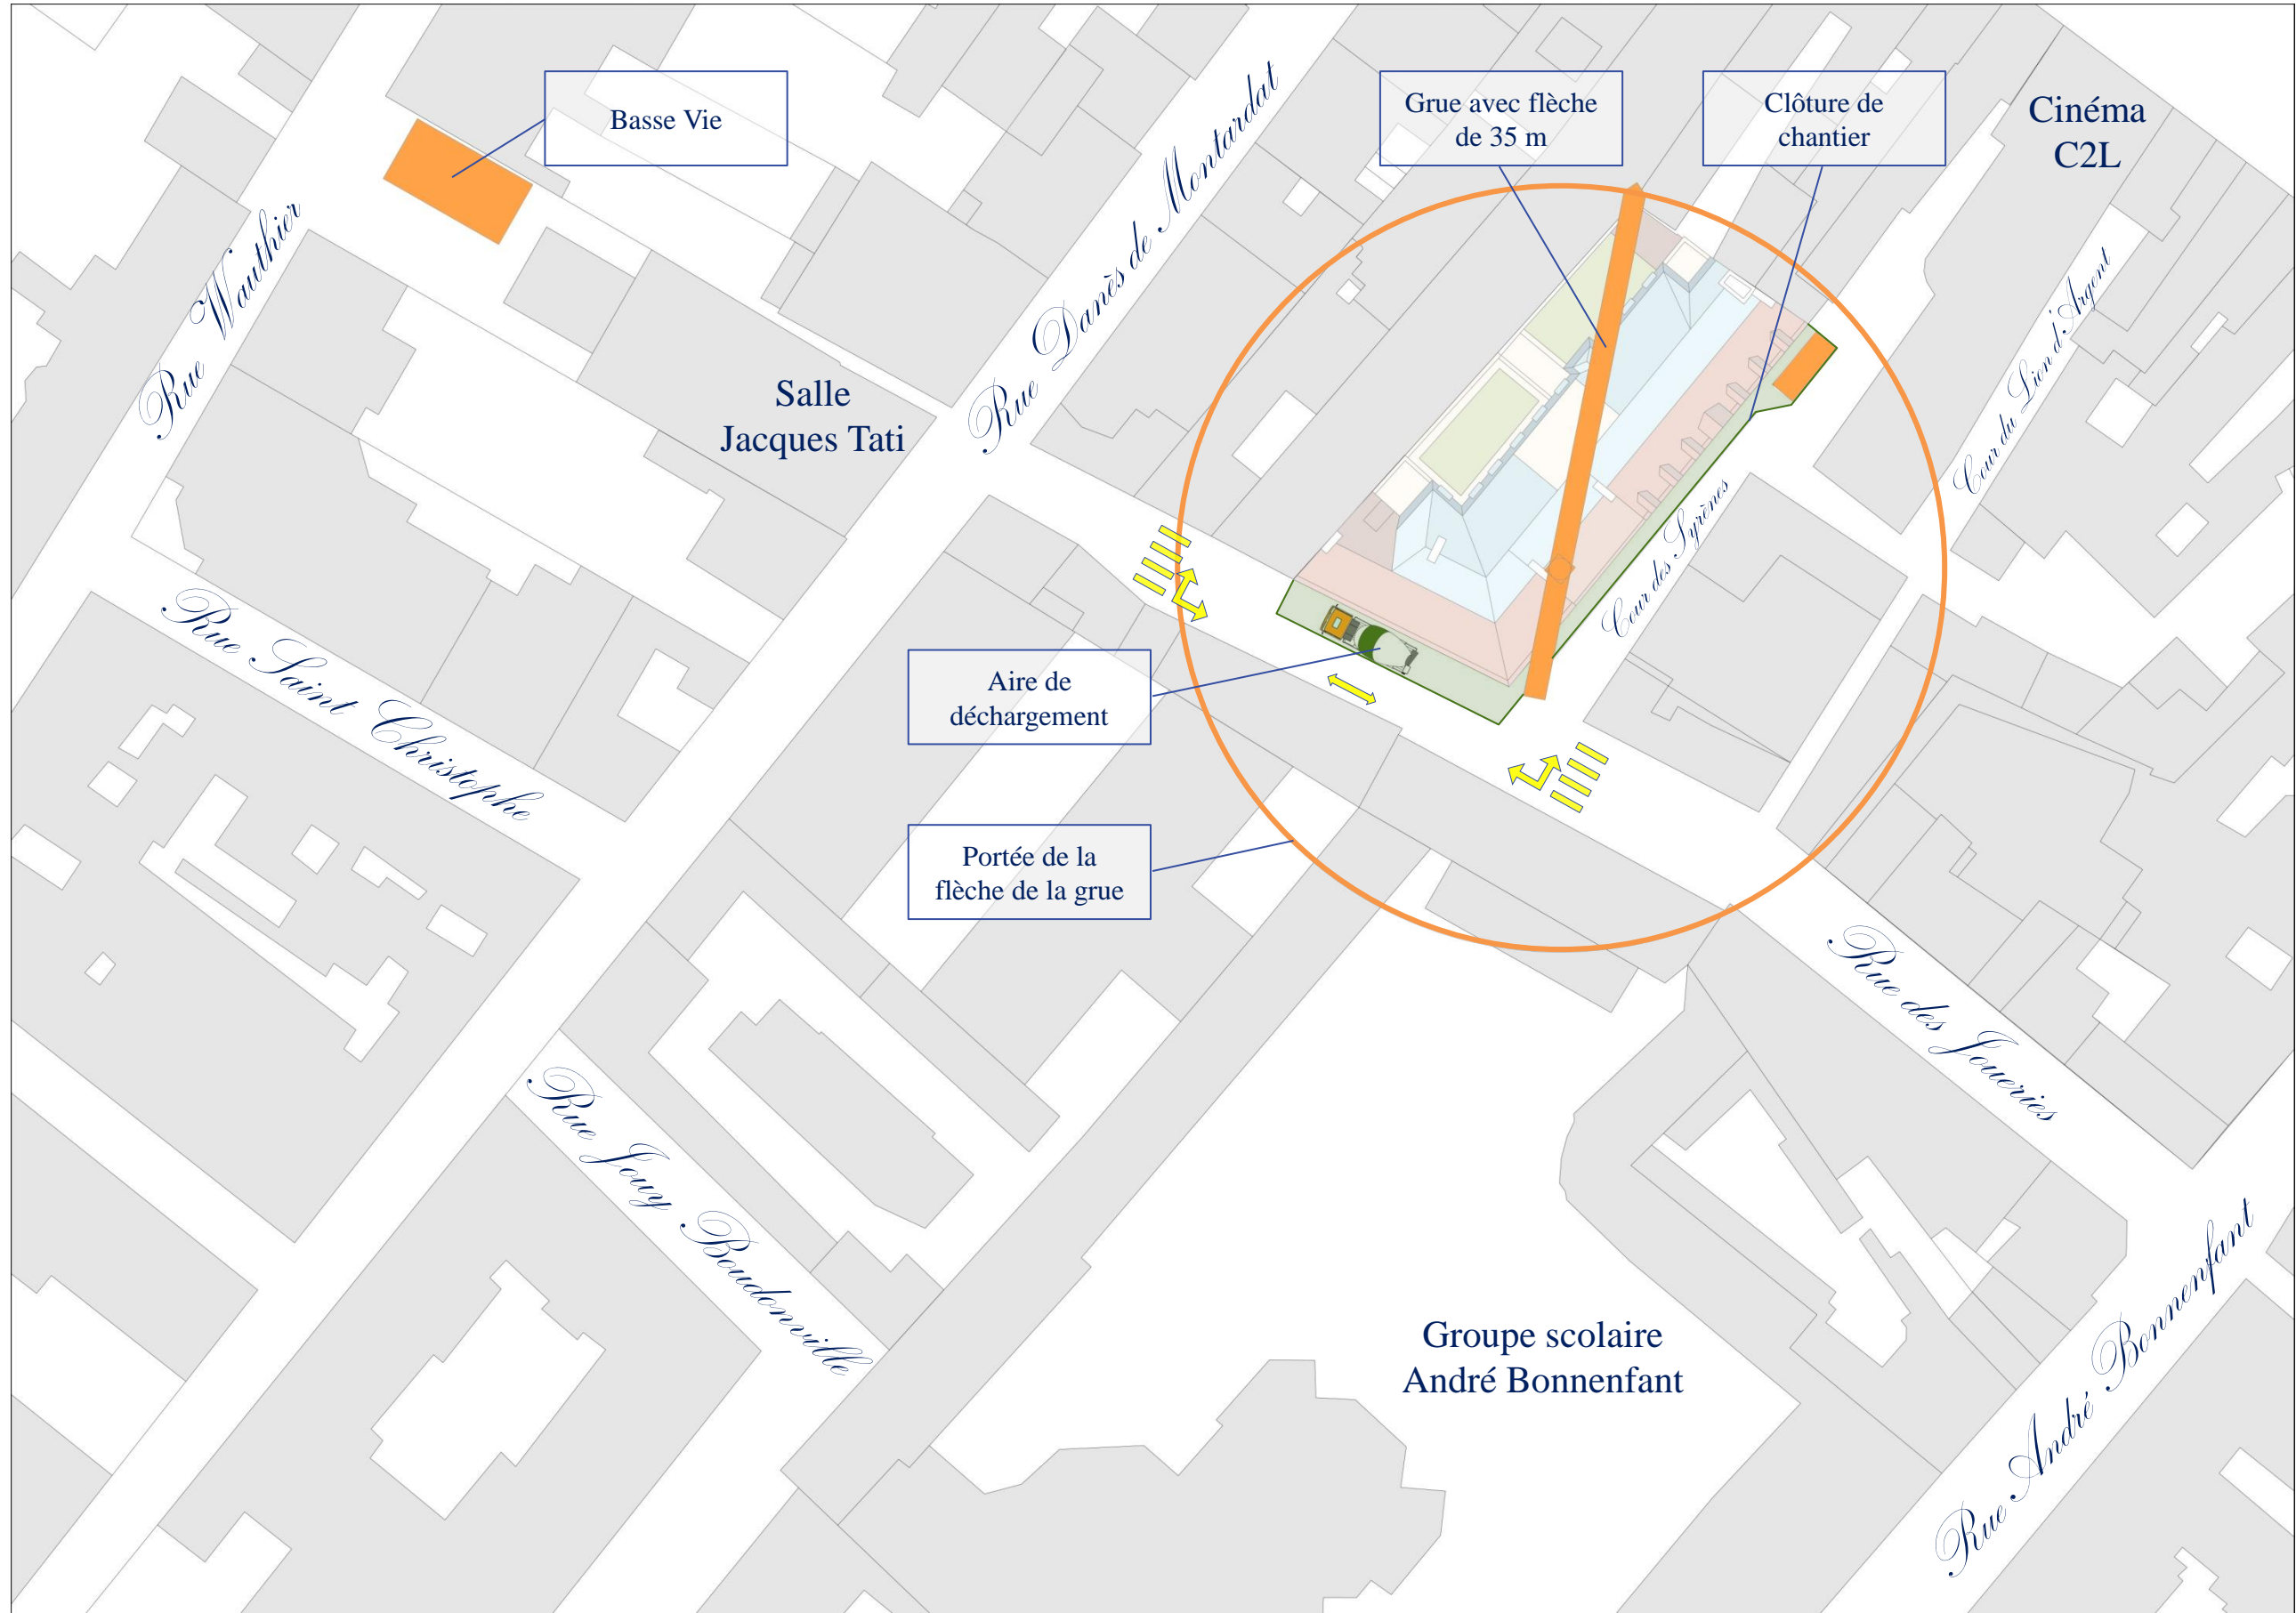 Basse Vie
Grue avec flèche
de 35 m
Clôture de
chantier
Cinéma
C2L
Rue Wauthier
Rue Danès de Montardat
Cour du Lion d'Argent
Salle
Jacques Tati
Cour des Syrènes
Rue Saint Christophe
Aire de
déchargement
Portée de la
flèche de la grue
Rue des Joueries
Rue Jouy Boudonville
Groupe scolaire
André Bonnenfant
Rue André Bonnenfant